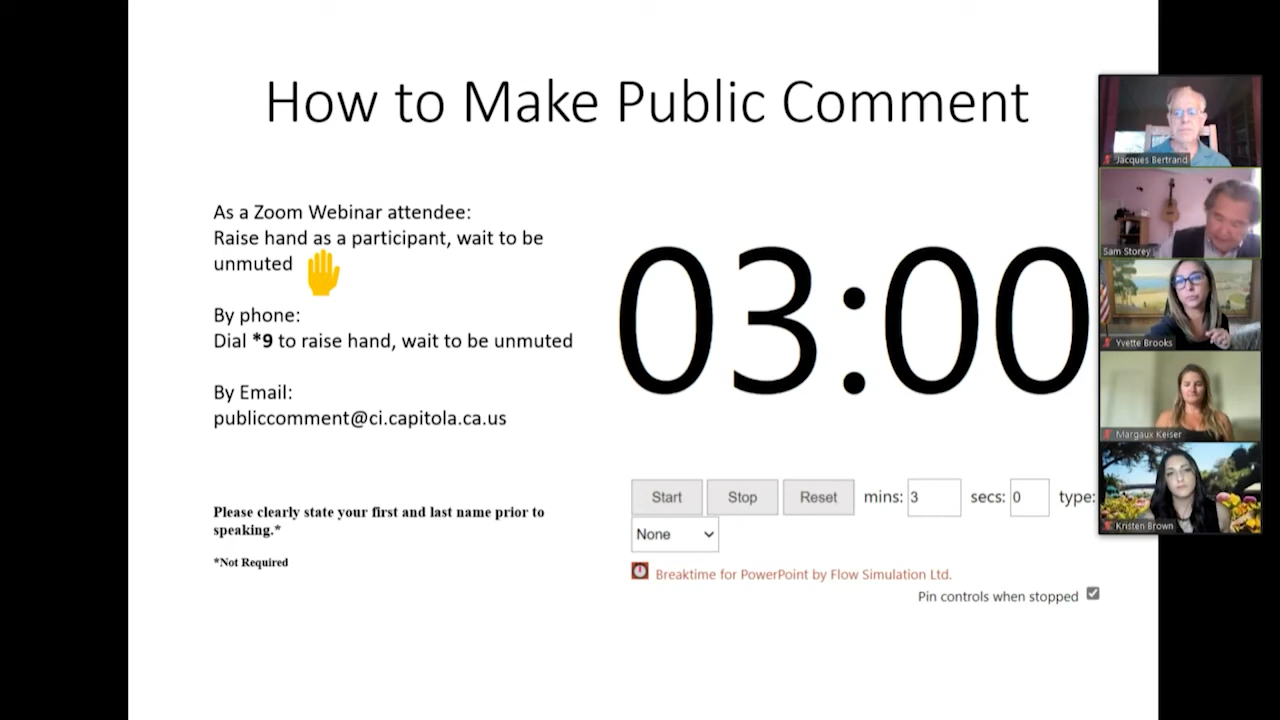 How to Make Public Comment
As a Zoom Webinar attendee:
Raise hand as a participant, wait to be
unmuted
By phone:
Dial *9 to raise hand, wait to be unmuted
By Email:
publiccomment@ci.capitola.ca.us
Please clearly state your first and last name prior to
speaking.*
*Not Required
03:00
Start Stop Reset mins: 3 secs: 0 type:
None
Breaktime for PowerPoint by Flow Simulation Ltd.
Pin controls when stopped
Jacques Bertrand
Sam Storey
Yvette Brooks
Margaux Keiser
Kristen Brown